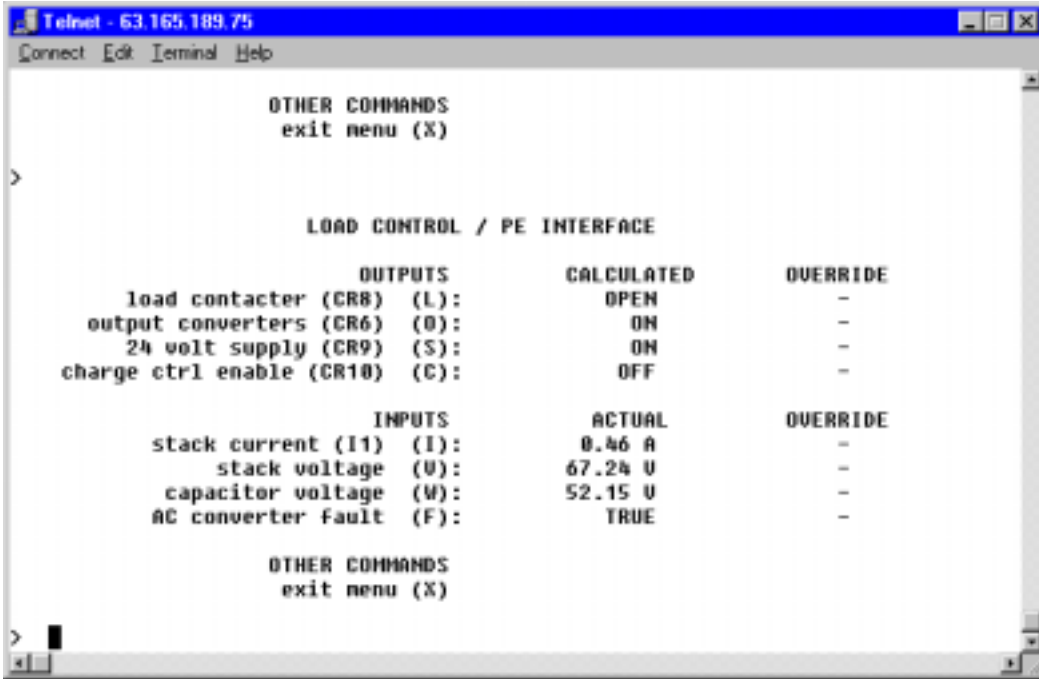 Telnet - 63.165.189.75
Connect Edit Terminal Help
OTHER COMMANDS
exit menu (X)
>
LOAD CONTROL / PE INTERFACE
OUTPUTS CALCULATED OVERRIDE
load contacter (CR8) (L): OPEN -
output converters (CR6) (O): ON -
24 volt supply (CR9) (S): ON -
charge ctrl enable (CR10) (C): OFF -
INPUTS ACTUAL OVERRIDE
stack current (I1) (I): 0.46 A -
stack voltage (V): 67.24 V -
capacitor voltage (W): 52.15 V -
AC converter fault (F): TRUE -
OTHER COMMANDS
exit menu (X)
>